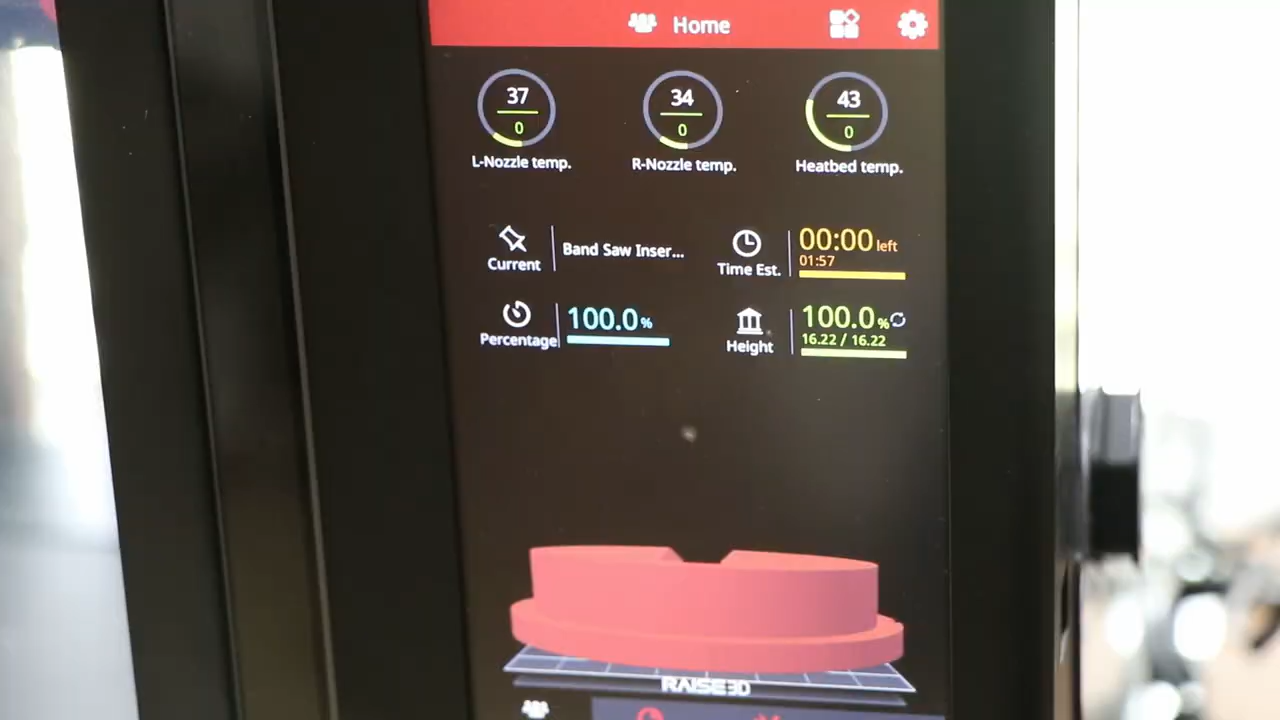 Home
37
0
L-Nozzle temp.
34
0
R-Nozzle temp.
43
0
Heatbed temp.
Current
Band Saw Inser...
Time Est.
00:00 left
01:57
Percentage
100.0 %
Height
100.0 %
16.22 / 16.22
RAISE3D